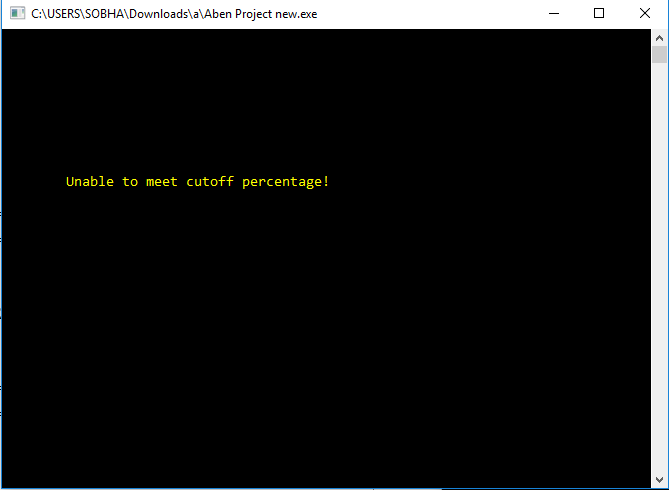 C:\USERS\SOBHA\Downloads\a\Aben Project new.exe
Unable to meet cutoff percentage!